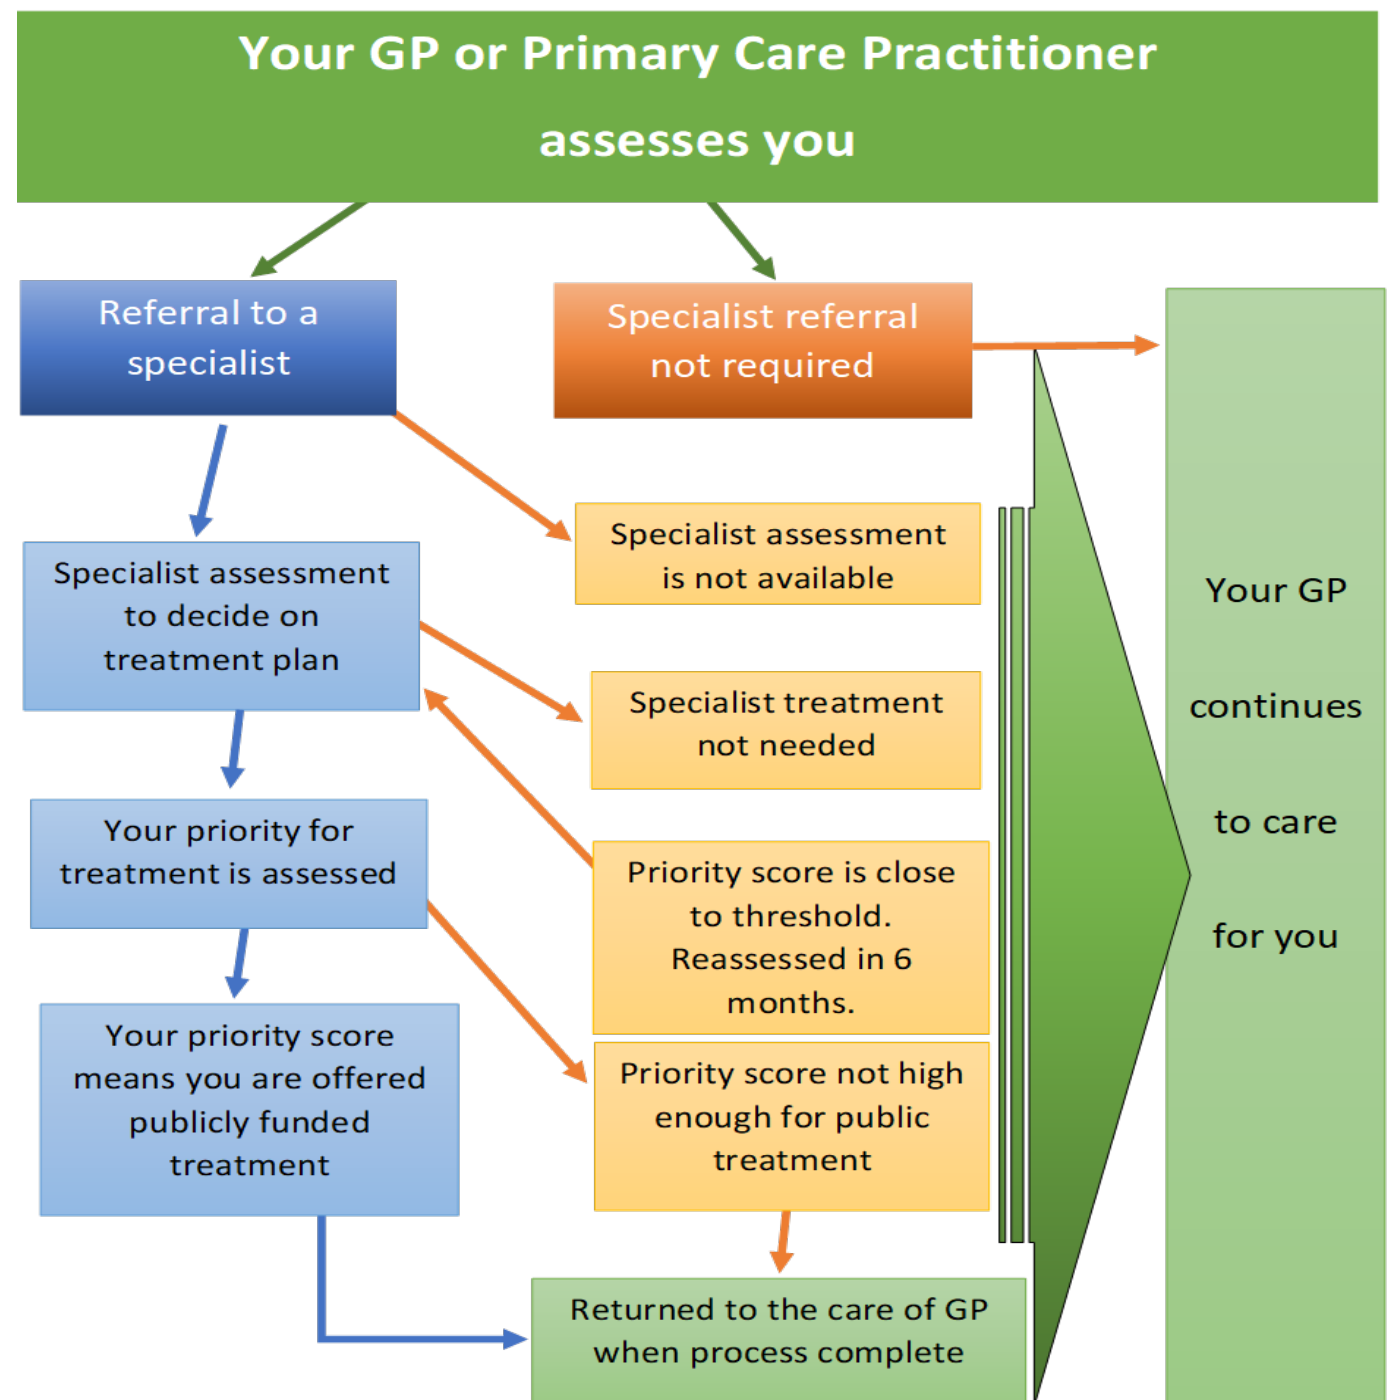 Your GP or Primary Care Practitioner
assesses you
Referral to a
specialist
Specialist referral
not required
Specialist assessment
is not available
Specialist assessment
to decide on
treatment plan
Specialist treatment
not needed
Your priority for
treatment is assessed
Priority score is close
to threshold.
Reassessed in 6
months.
Your priority score
means you are offered
publicly funded
treatment
Priority score not high
enough for public
treatment
Returned to the care of GP
when process complete
Your GP
continues
to care
for you